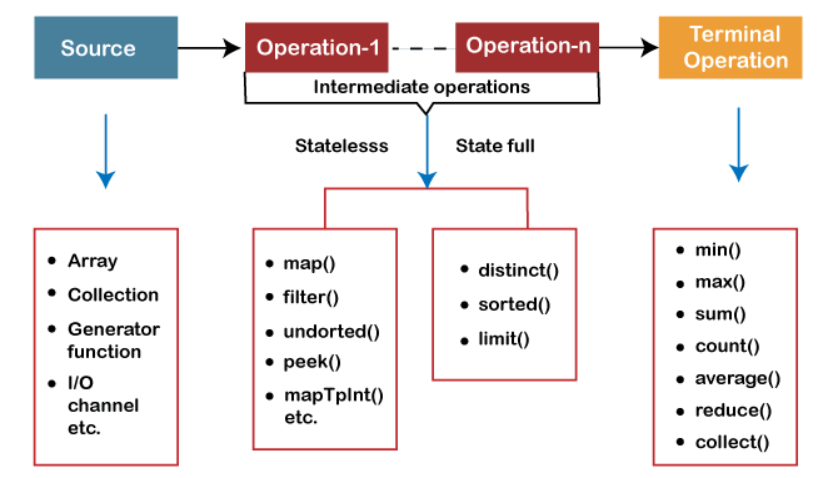 Source
Operation-1
Operation-n
Terminal
Operation
Intermediate operations
Statelesss
State full
• Array
• Collection
• Generator
function
• I/O
channel
etc.
• map()
• filter()
• undorted()
• peek()
• mapTpInt()
etc.
• distinct()
• sorted()
• limit()
• min()
• max()
• sum()
• count()
• average()
• reduce()
• collect()